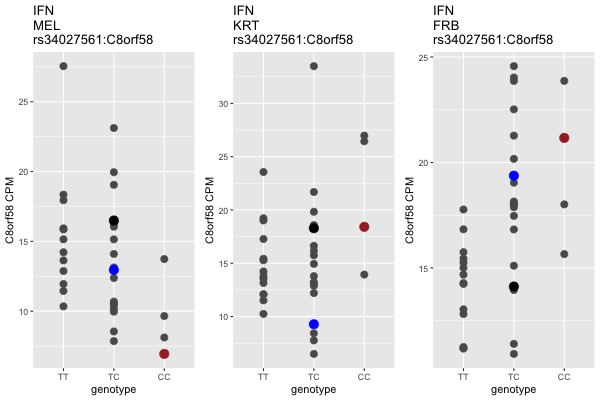 IFN
MEL
rs34027561:C8orf58
C8orf58 CPM
25
20
15
10
TT
TC
CC
genotype
IFN
KRT
rs34027561:C8orf58
C8orf58 CPM
30
25
20
15
10
TT
TC
CC
genotype
IFN
FRB
rs34027561:C8orf58
C8orf58 CPM
25
20
15
TT
TC
CC
genotype